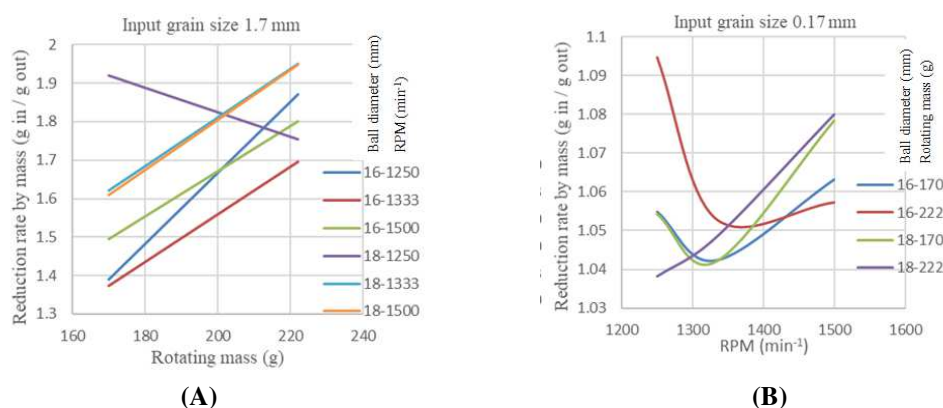 Input grain size 1.7 mm
Reduction rate by mass (g in / g out)
2
1.9
1.8
1.7
1.6
1.5
1.4
1.3
160 180 200 220 240
Rotating mass (g)
Ball diameter (mm)
RPM (min⁻¹)
16-1250
16-1333
16-1500
18-1250
18-1333
18-1500
(A)
Input grain size 0.17 mm
Reduction rate by mass (g in / g out)
1.1
1.09
1.08
1.07
1.06
1.05
1.04
1.03
1200 1300 1400 1500 1600
RPM (min⁻¹)
Ball diameter (mm)
Rotating mass (g)
16-170
16-222
18-170
18-222
(B)